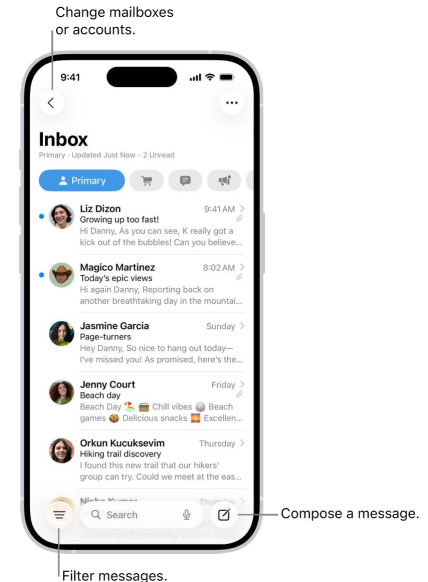 Change mailboxes
or accounts.
9:41
Inbox
Primary · Updated Just Now · 2 Unread
Primary
Liz Dizon 9:41 AM
Growing up too fast!
Hi Danny, As you can see, K really got a
kick out of the bubbles! Can you believe...
Magico Martinez 8:02 AM
Today's epic views
Hi again Danny, Reporting back on
another breathtaking day in the mountai...
Jasmine Garcia Sunday
Page-turners
Hey Danny, So nice to hang out today—
I've missed you! As promised, here's the...
Jenny Court Friday
Beach day
Beach Day 🏖️ Chill vibes Beach
games Delicious snacks Excellen...
Orkun Kucuksevim Thursday
Hiking trail discovery
I found this new trail that our hikers'
group can try. Could we meet at the eas...
Search
Compose a message.
Filter messages.